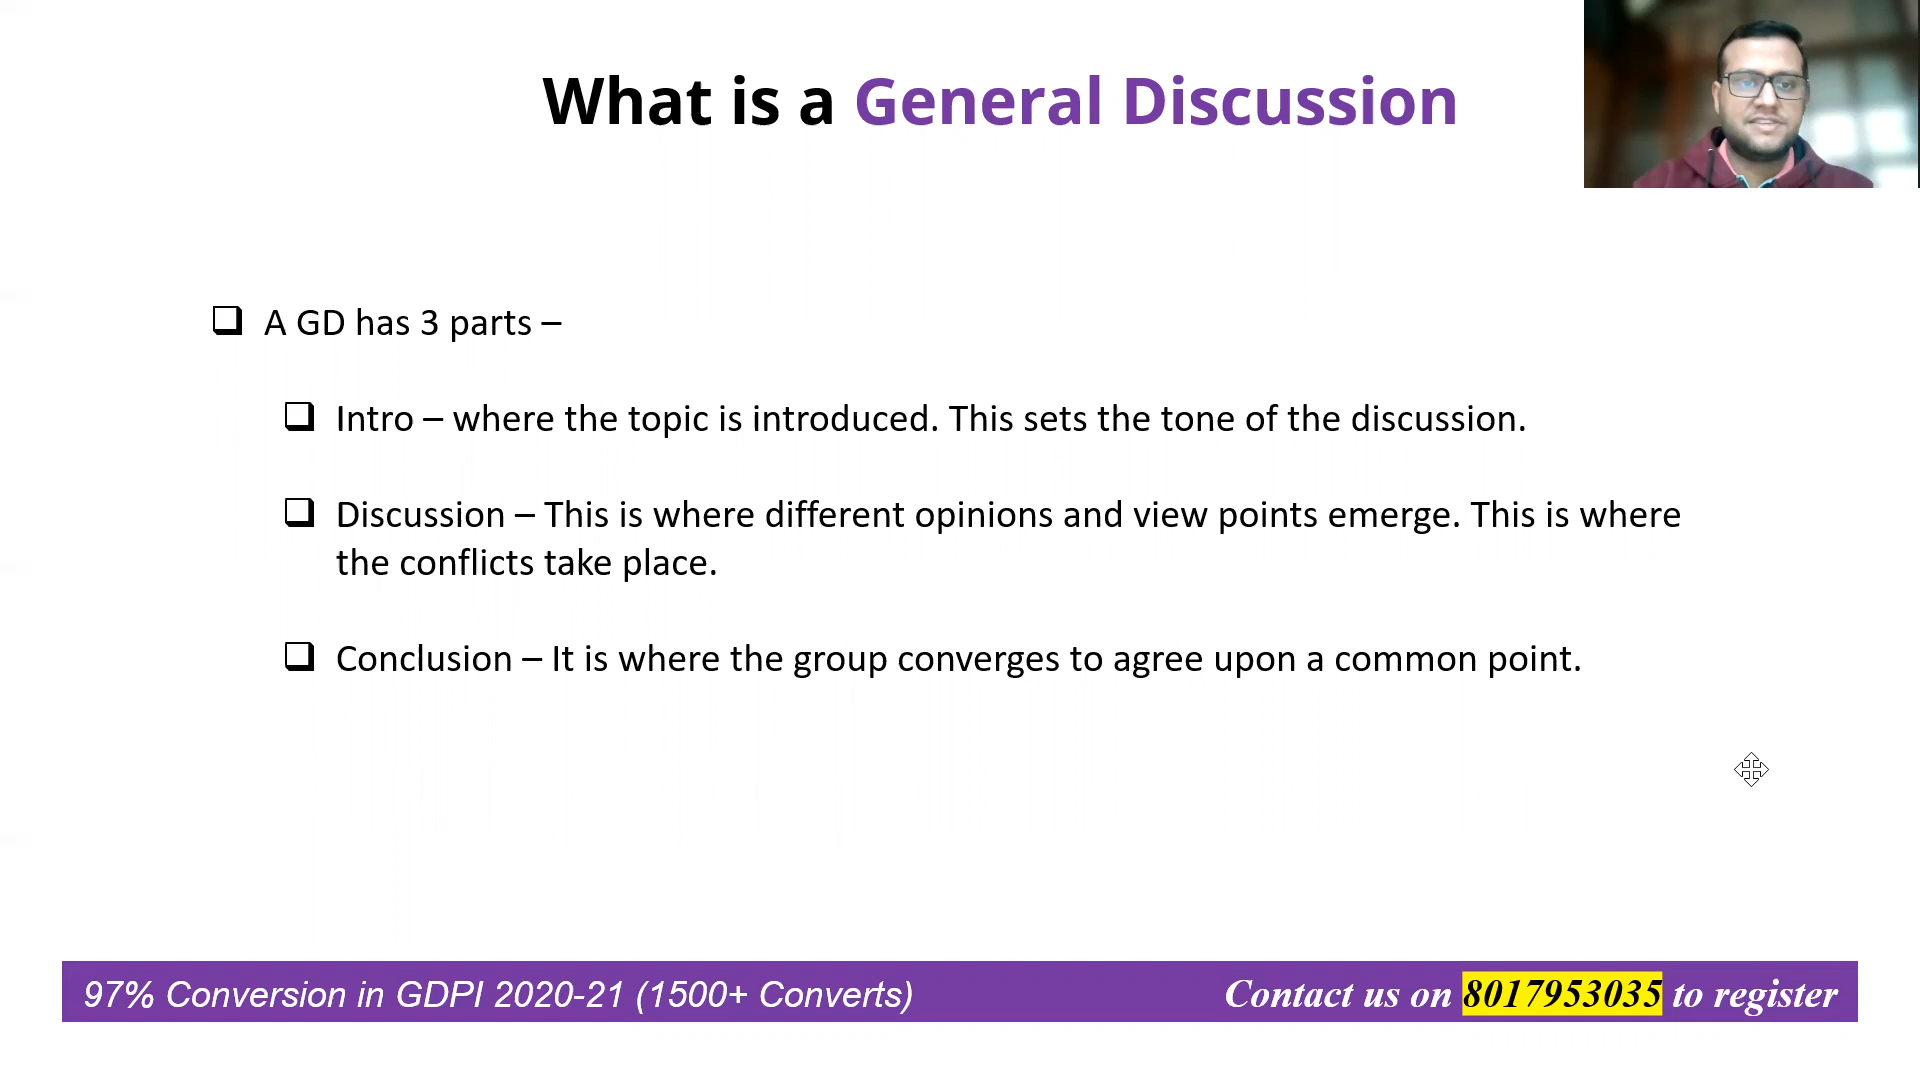 What is a General Discussion
A GD has 3 parts –
Intro – where the topic is introduced. This sets the tone of the discussion.
Discussion – This is where different opinions and view points emerge. This is where
the conflicts take place.
Conclusion – It is where the group converges to agree upon a common point.
97% Conversion in GDPI 2020-21 (1500+ Converts)
Contact us on 8017953035 to register